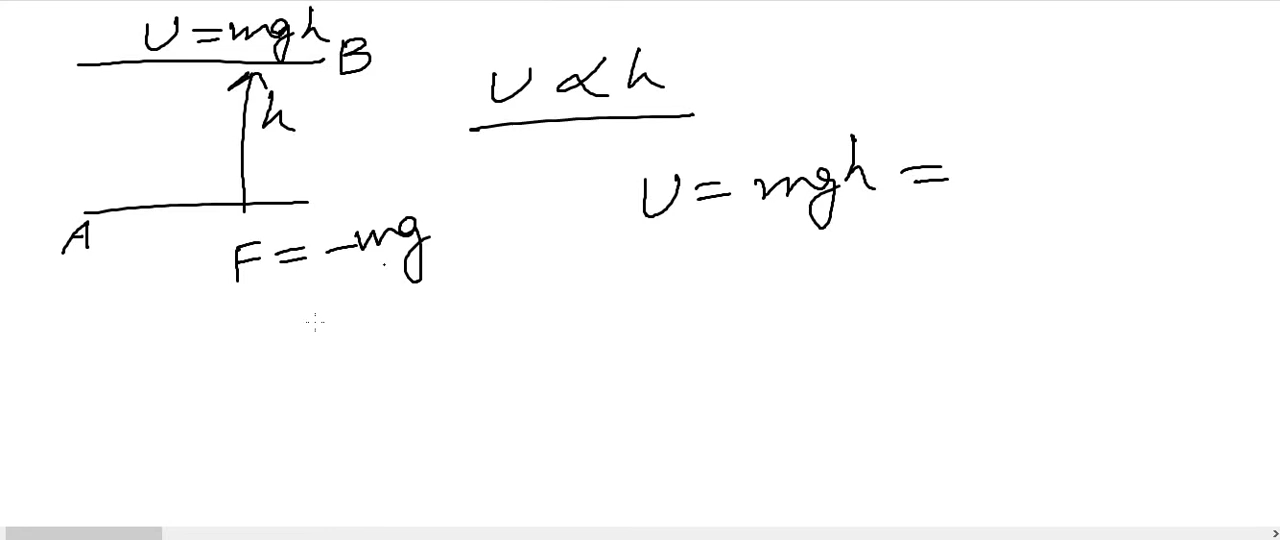 U = mgh
B
h
A
F = -mg
U ∝ h
U = mgh =